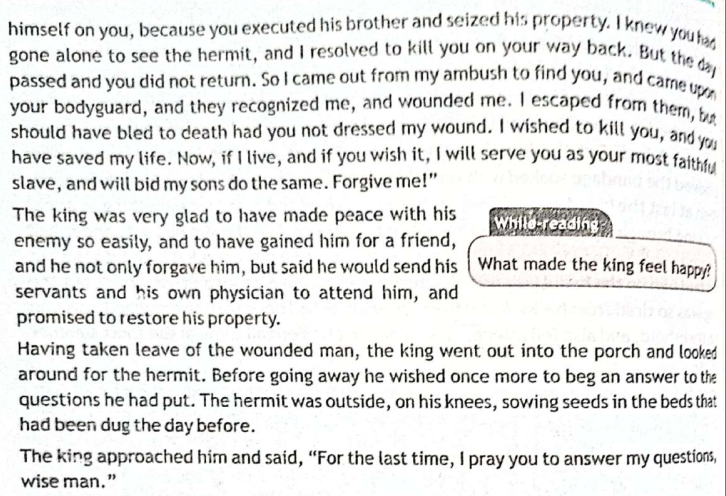 himself on you, because you executed his brother and seized his property. I knew you had
gone alone to see the hermit, and I resolved to kill you on your way back. But the day
passed and you did not return. So I came out from my ambush to find you, and came upon
your bodyguard, and they recognized me, and wounded me. I escaped from them, but
should have bled to death had you not dressed my wound. I wished to kill you, and you
have saved my life. Now, if I live, and if you wish it, I will serve you as your most faithful
slave, and will bid my sons do the same. Forgive me!"
The king was very glad to have made peace with his
enemy so easily, and to have gained him for a friend,
and he not only forgave him, but said he would send his
servants and his own physician to attend him, and
promised to restore his property.
While-reading
What made the king feel happy?
Having taken leave of the wounded man, the king went out into the porch and looked
around for the hermit. Before going away he wished once more to beg an answer to the
questions he had put. The hermit was outside, on his knees, sowing seeds in the beds that
had been dug the day before.
The king approached him and said, "For the last time, I pray you to answer my questions,
wise man."